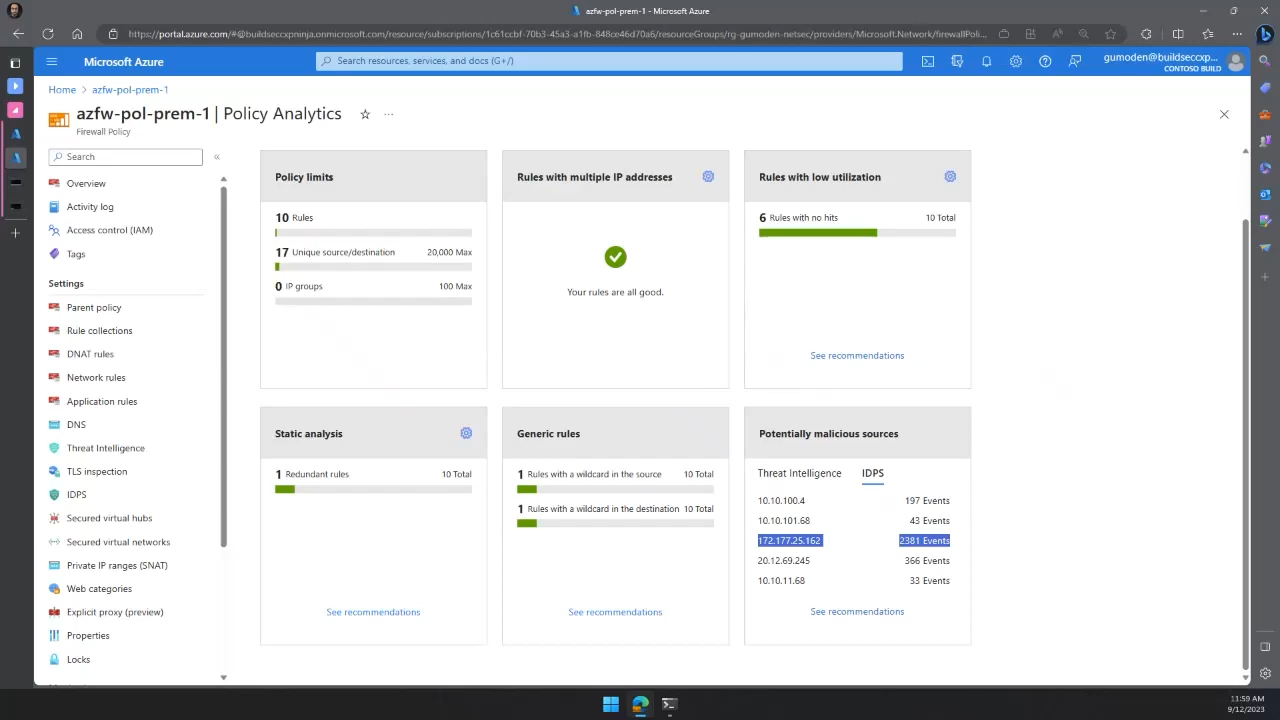 azfw-pol-prem-1 - Microsoft Azure
https://portal.azure.com/#@buildseccxpninja.onmicrosoft.com/resource/subscriptions/1c61ccbf-70b3-45a3-a1fb-848ce46d70a6/resourceGroups/rg-gumoden-netsec/providers/Microsoft.Network/firewallPoli...
Microsoft Azure
Search resources, services, and docs (G+/)
gumoden@buildseccxp...
CONTOSO BUILD
Home > azfw-pol-prem-1
azfw-pol-prem-1 | Policy Analytics
Firewall Policy
Search
Overview
Activity log
Access control (IAM)
Tags
Settings
Parent policy
Rule collections
DNAT rules
Network rules
Application rules
DNS
Threat Intelligence
TLS inspection
IDPS
Secured virtual hubs
Secured virtual networks
Private IP ranges (SNAT)
Web categories
Explicit proxy (preview)
Properties
Locks
Policy limits
10 Rules
17 Unique source/destination 20,000 Max
0 IP groups 100 Max
Rules with multiple IP addresses
Your rules are all good.
Rules with low utilization
6 Rules with no hits 10 Total
See recommendations
Static analysis
1 Redundant rules 10 Total
See recommendations
Generic rules
1 Rules with a wildcard in the source 10 Total
1 Rules with a wildcard in the destination 10 Total
See recommendations
Potentially malicious sources
Threat Intelligence IDPS
10.10.100.4 197 Events
10.10.101.68 43 Events
172.177.25.162 2381 Events
20.12.69.245 366 Events
10.10.11.68 33 Events
See recommendations
11:59 AM
9/12/2023